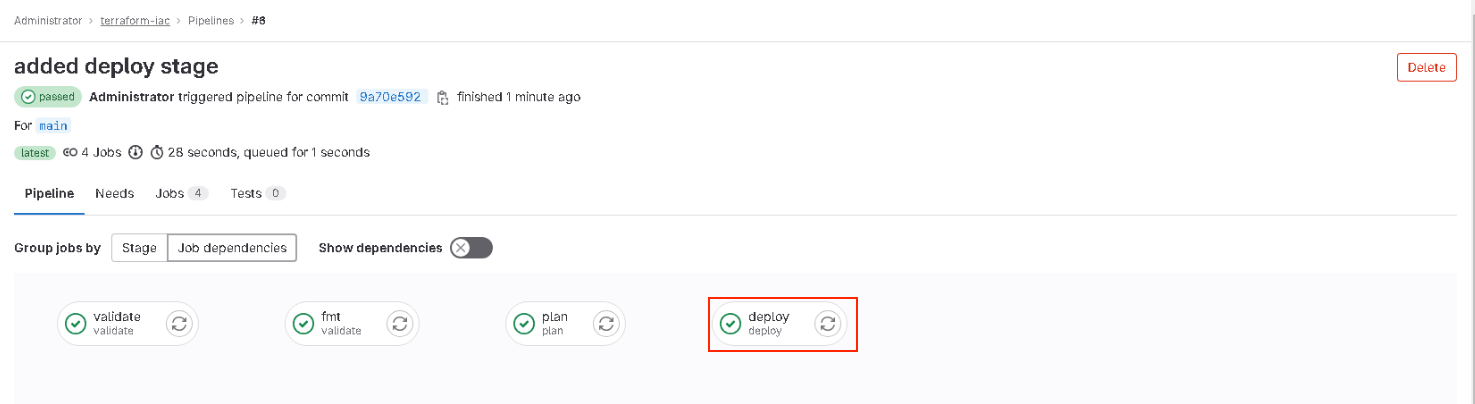 Administrator > terraform-iac > Pipelines > #6
added deploy stage
Delete
passed Administrator triggered pipeline for commit 9a70e592 finished 1 minute ago
For main
latest 4 Jobs 28 seconds, queued for 1 seconds
Pipeline Needs Jobs 4 Tests 0
Group jobs by Stage Job dependencies Show dependencies
validate fmt plan deploy
validate validate plan deploy